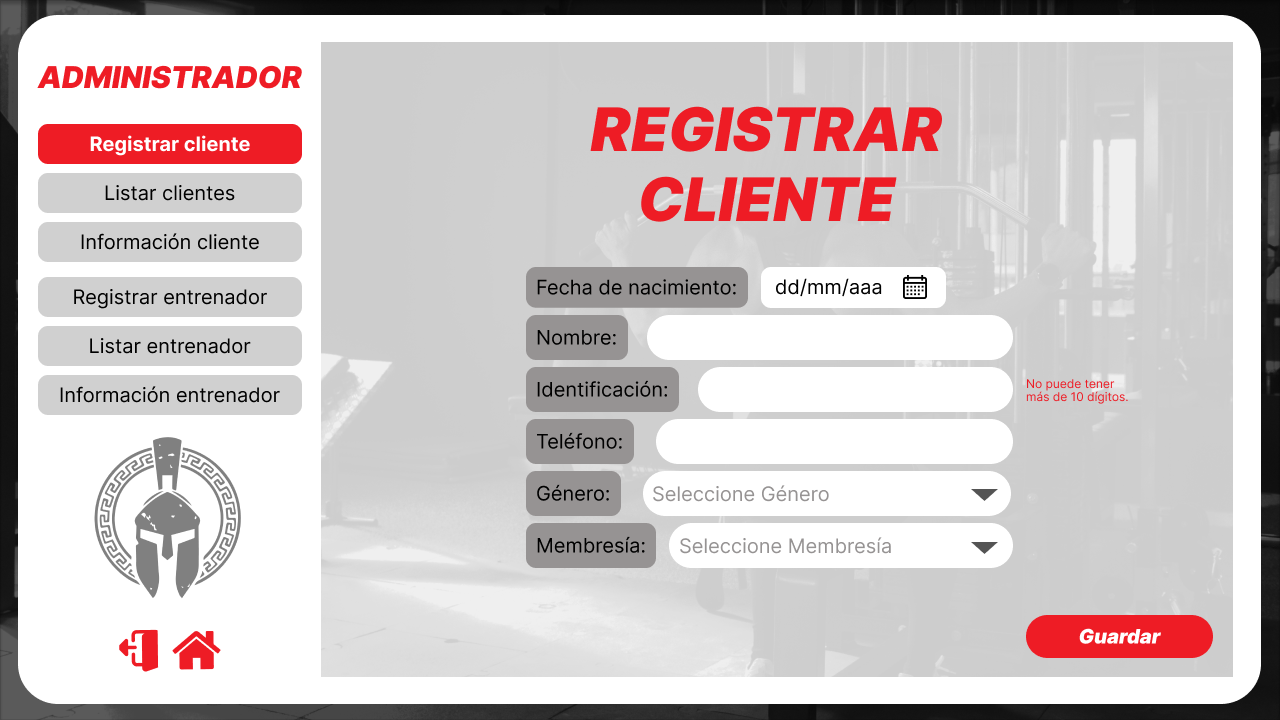 ADMINISTRADOR
Registrar cliente
Listar clientes
Información cliente
Registrar entrenador
Listar entrenador
Información entrenador
REGISTRAR
CLIENTE
Fecha de nacimiento: dd/mm/aaa
Nombre:
Identificación:
No puede tener
más de 10 dígitos.
Teléfono:
Género: Seleccione Género
Membresía: Seleccione Membresía
Guardar